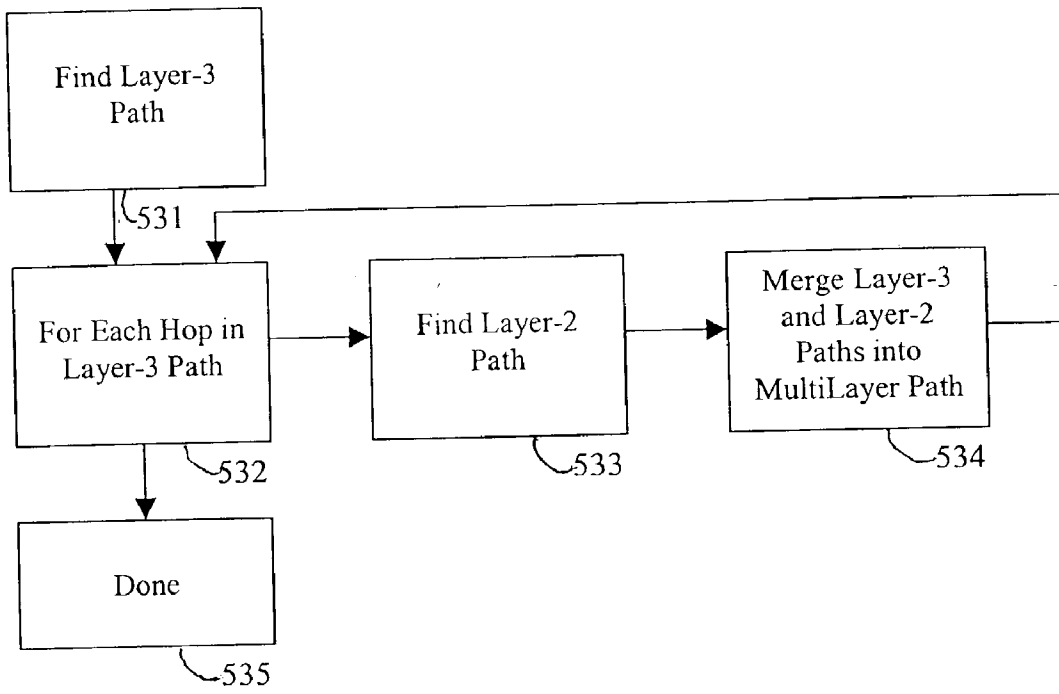 Find Layer-3
Path
531
For Each Hop in
Layer-3 Path
532
Find Layer-2
Path
533
Merge Layer-3
and Layer-2
Paths into
MultiLayer Path
534
Done
535